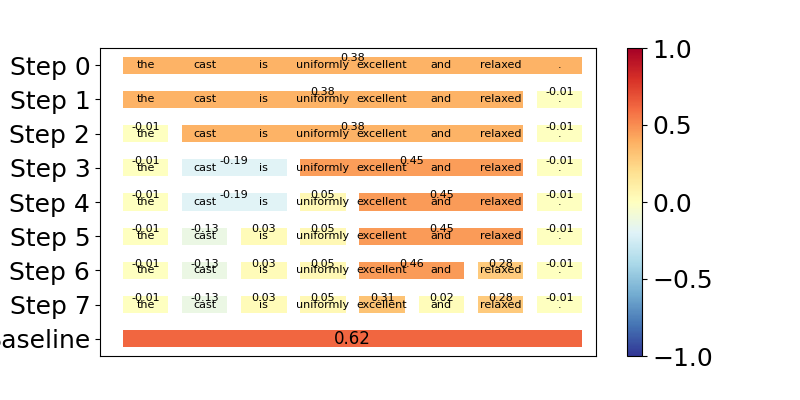 0.38
Step 0 the cast is uniformly excellent and relaxed .
0.38 -0.01
Step 1 the cast is uniformly excellent and relaxed .
-0.01 0.38 -0.01
Step 2 the cast is uniformly excellent and relaxed .
-0.01 -0.19 0.45 -0.01
Step 3 the cast is uniformly excellent and relaxed .
-0.01 -0.19 0.05 0.45 -0.01
Step 4 the cast is uniformly excellent and relaxed .
-0.01 -0.13 0.03 0.05 0.45 -0.01
Step 5 the cast is uniformly excellent and relaxed .
-0.01 -0.13 0.03 0.05 0.46 0.28 -0.01
Step 6 the cast is uniformly excellent and relaxed .
-0.01 -0.13 0.03 0.05 0.31 0.02 0.28 -0.01
Step 7 the cast is uniformly excellent and relaxed .
aseline 0.62
1.0
0.5
0.0
−0.5
−1.0